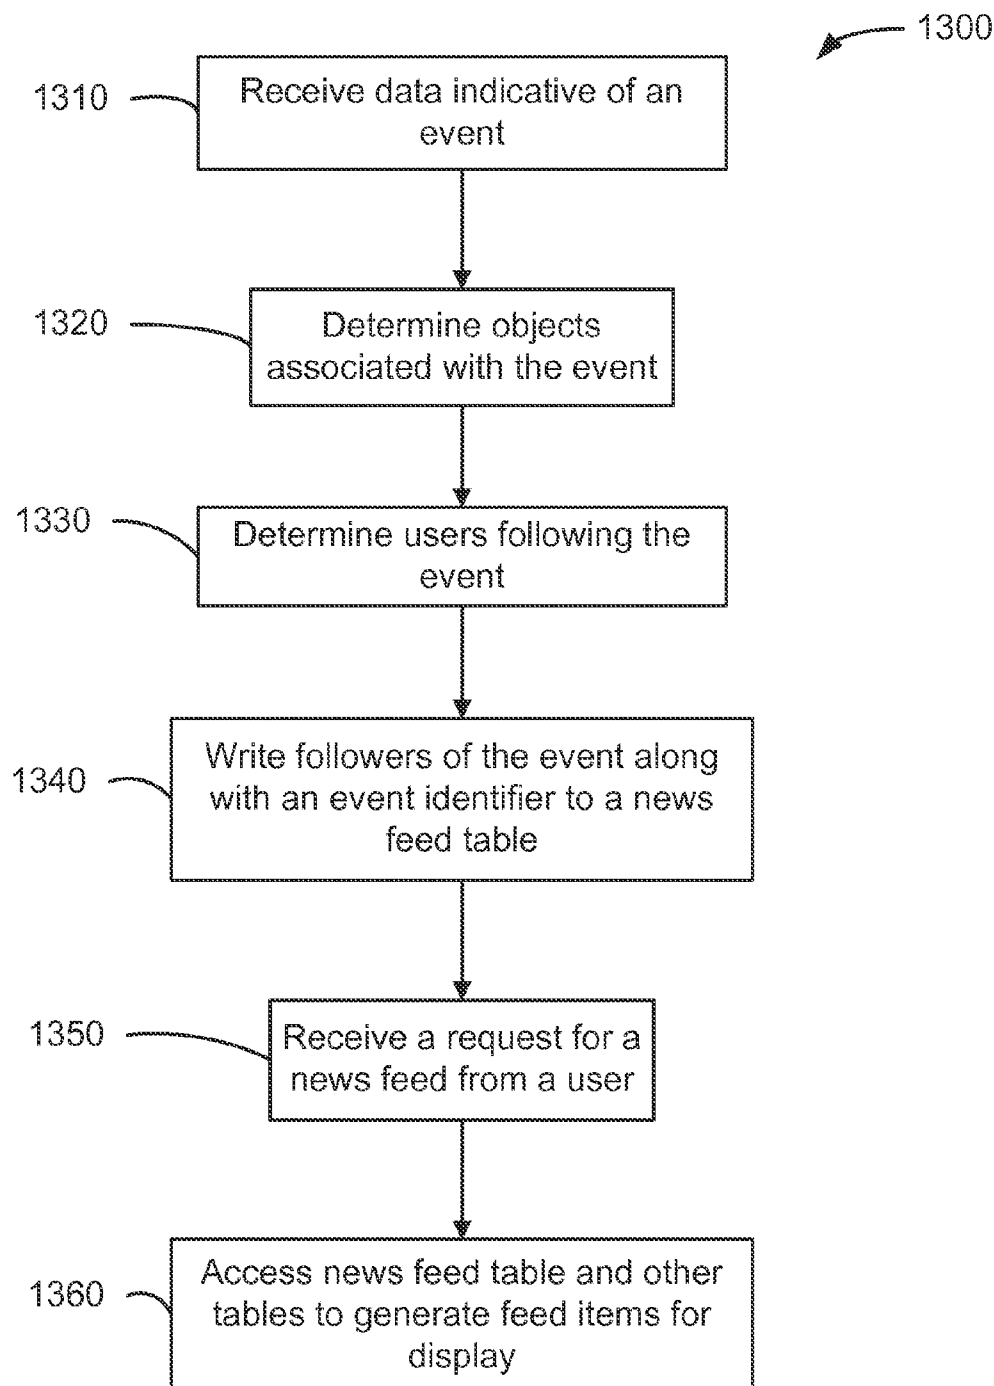 1300
1310
Receive data indicative of an
event
1320
Determine objects
associated with the event
1330
Determine users following the
event
1340
Write followers of the event along
with an event identifier to a news
feed table
1350
Receive a request for a
news feed from a user
1360
Access news feed table and other
tables to generate feed items for
display